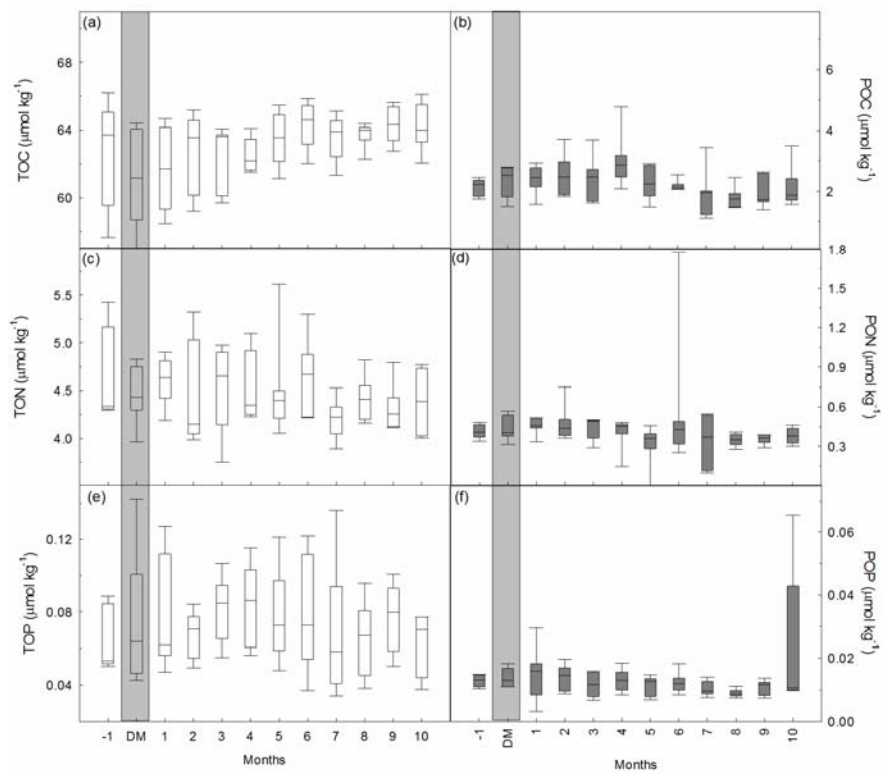 (a)
TOC (µmol kg-1)
68
64
60
(b)
POC (µmol kg-1)
6
4
2
(c)
TON (µmol kg-1)
5.5
5.0
4.5
4.0
(d)
PON (µmol kg-1)
1.8
1.5
1.2
0.9
0.6
0.3
(e)
TOP (µmol kg-1)
0.12
0.08
0.04
(f)
POP (µmol kg-1)
0.06
0.04
0.02
0.00
-1 DM 1 2 3 4 5 6 7 8 9 10
Months
-1 DM 1 2 3 4 5 6 7 8 9 10
Months